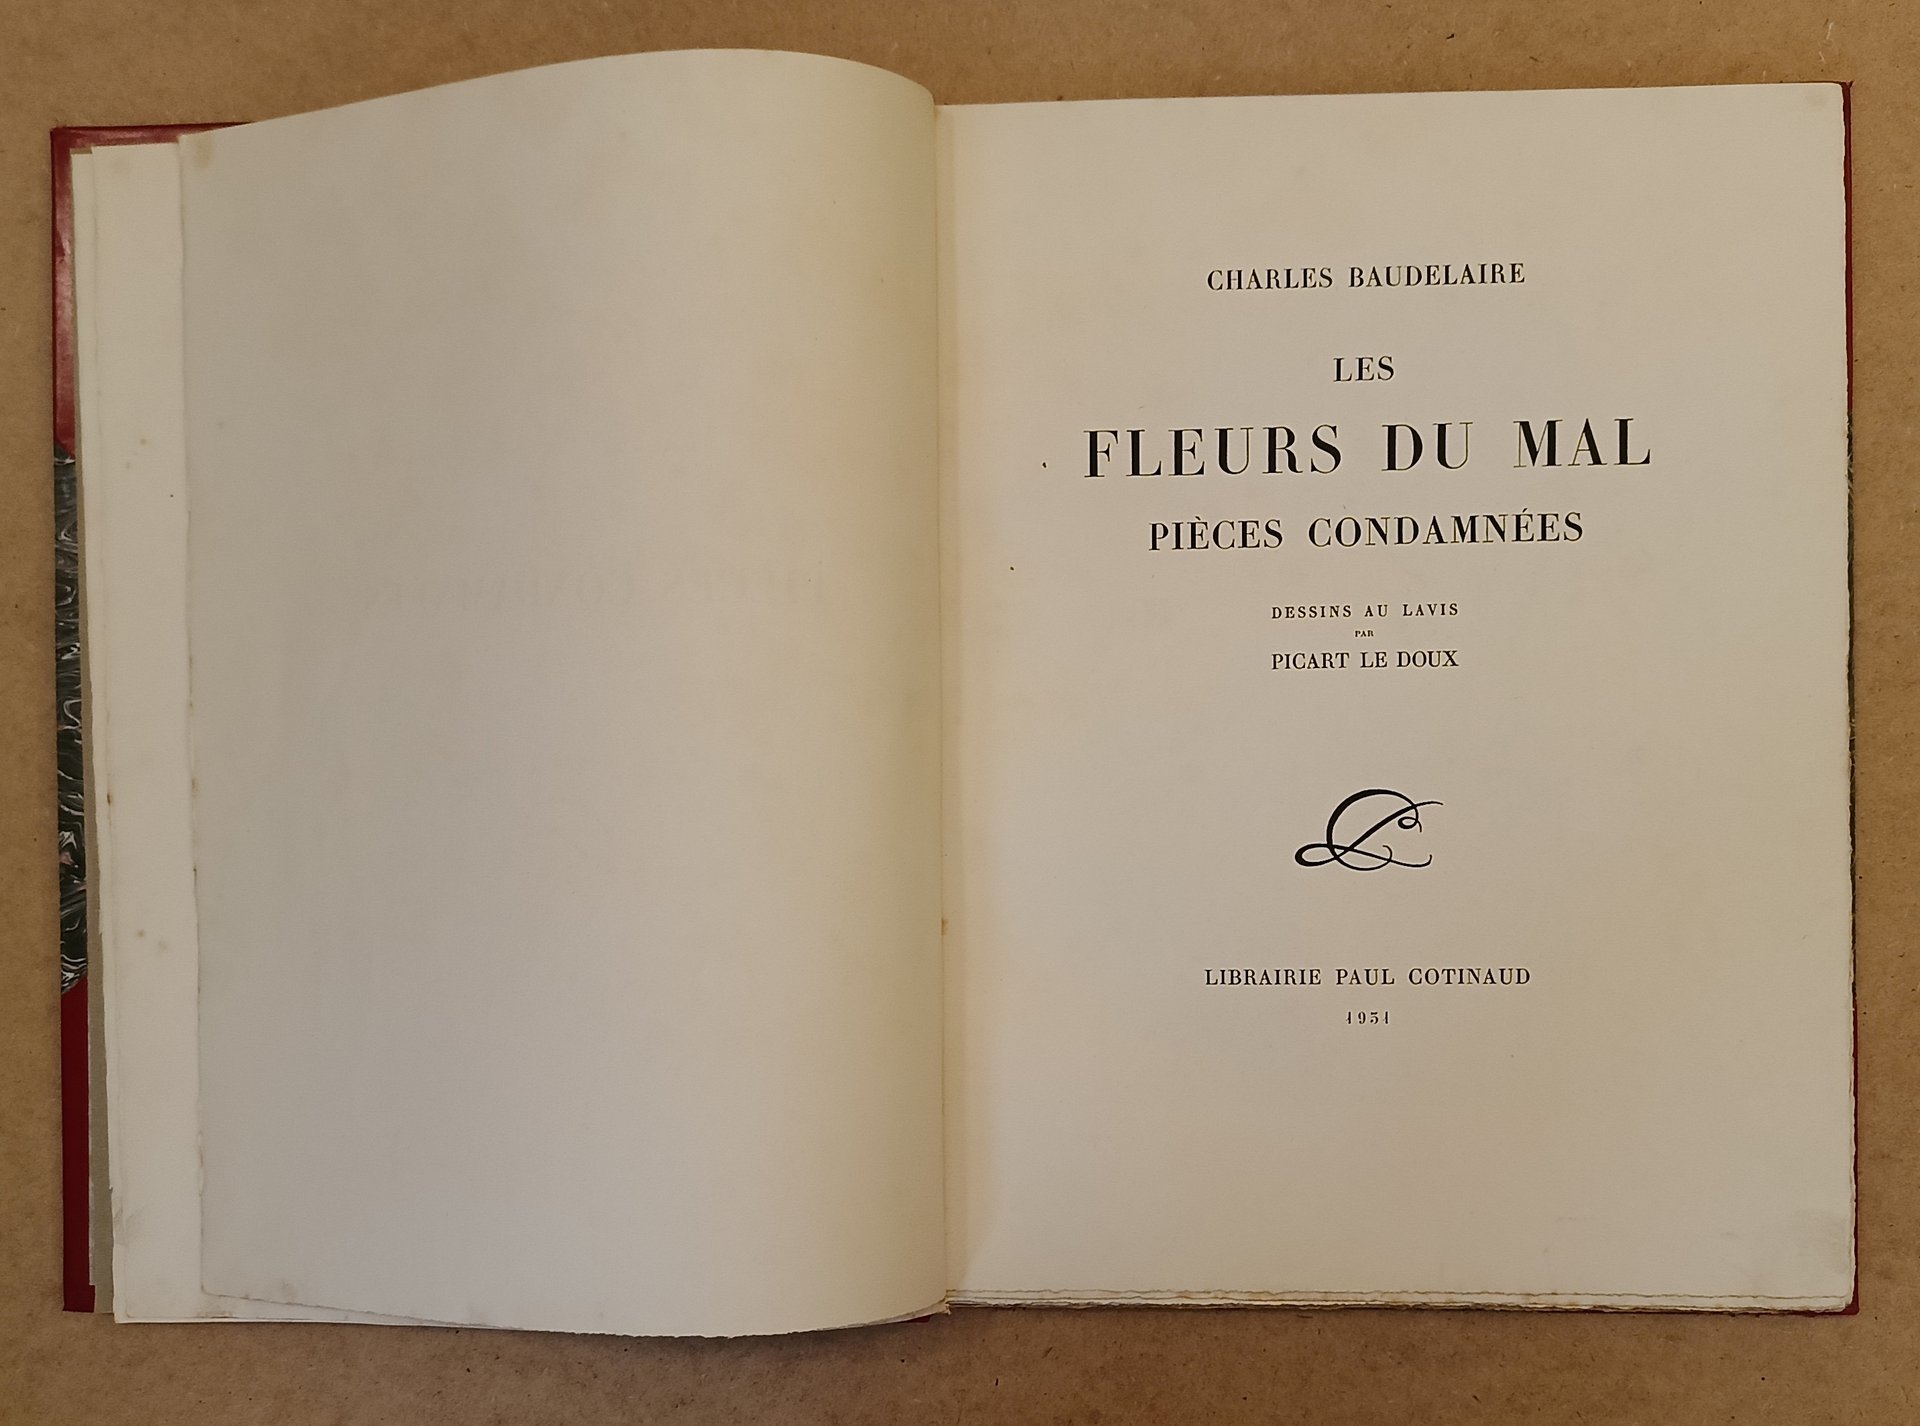 CHARLES BAUDELAIRE
LES
FLEURS DU MAL
PIÈCES CONDAMNÉES
DESSINS AU LAVIS
PAR
PICART LE DOUX
LIBRAIRIE PAUL COTINAUD
1951